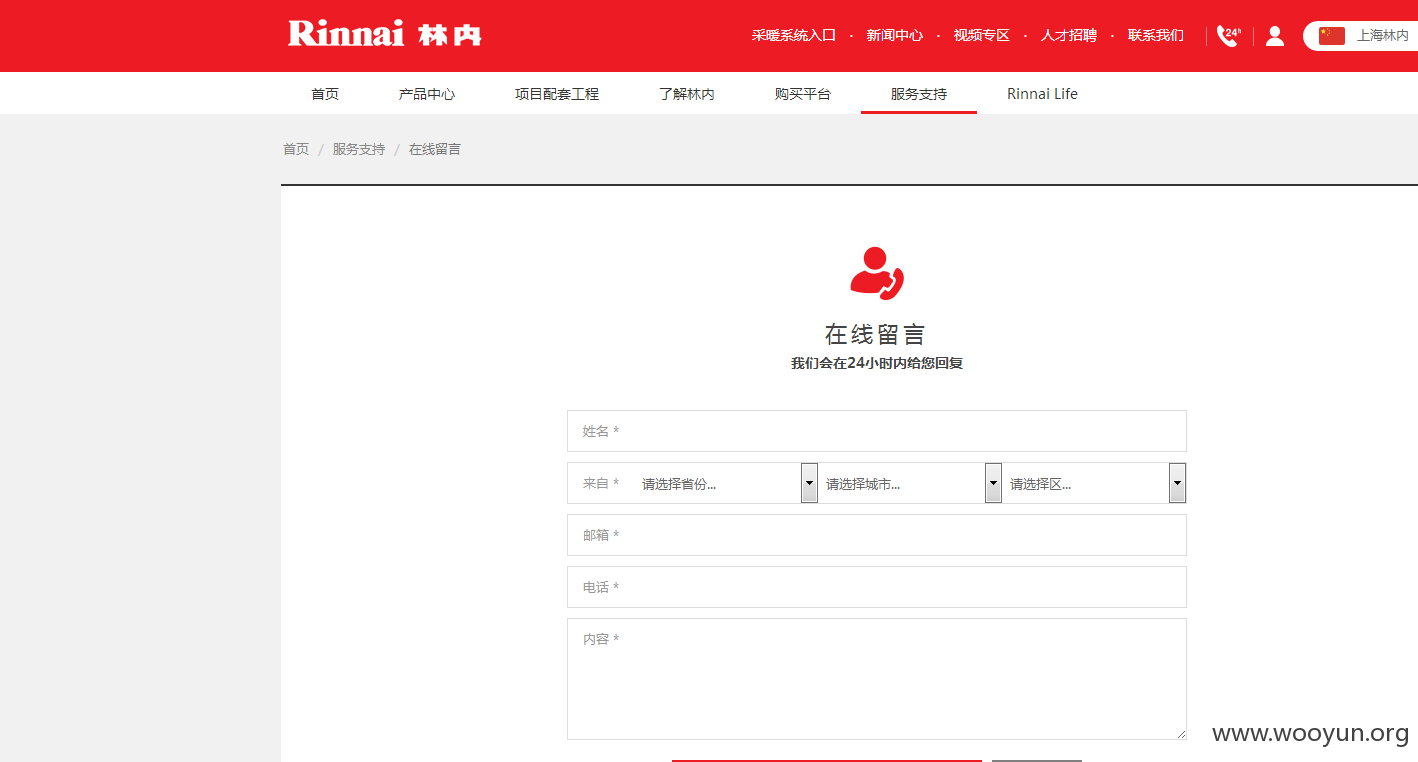 Rinnai 林内
采暖系统入口 · 新闻中心 · 视频专区 · 人才招聘 · 联系我们 24h 上海林内
首页 产品中心 项目配套工程 了解林内 购买平台 服务支持 Rinnai Life
首页 / 服务支持 / 在线留言
在线留言
我们会在24小时内给您回复
姓名 *
来自 * 请选择省份... 请选择城市... 请选择区...
邮箱 *
电话 *
内容 *
www.wooyun.org